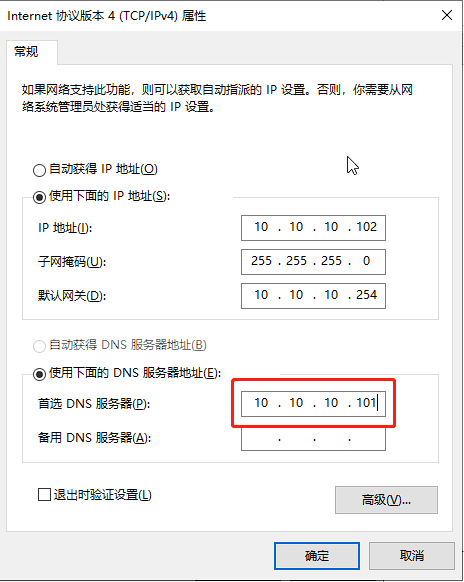 Internet 协议版本 4 (TCP/IPv4) 属性
常规
如果网络支持此功能，则可以获取自动指派的 IP 设置。否则，你需要从网
络系统管理员处获得适当的 IP 设置。
自动获得 IP 地址(O)
使用下面的 IP 地址(S):
IP 地址(I): 10 . 10 . 10 . 102
子网掩码(U): 255 . 255 . 255 . 0
默认网关(D): 10 . 10 . 10 . 254
自动获得 DNS 服务器地址(B)
使用下面的 DNS 服务器地址(E):
首选 DNS 服务器(P): 10 . 10 . 10 . 101
备用 DNS 服务器(A): . . .
退出时验证设置(L)
高级(V)...
确定 取消